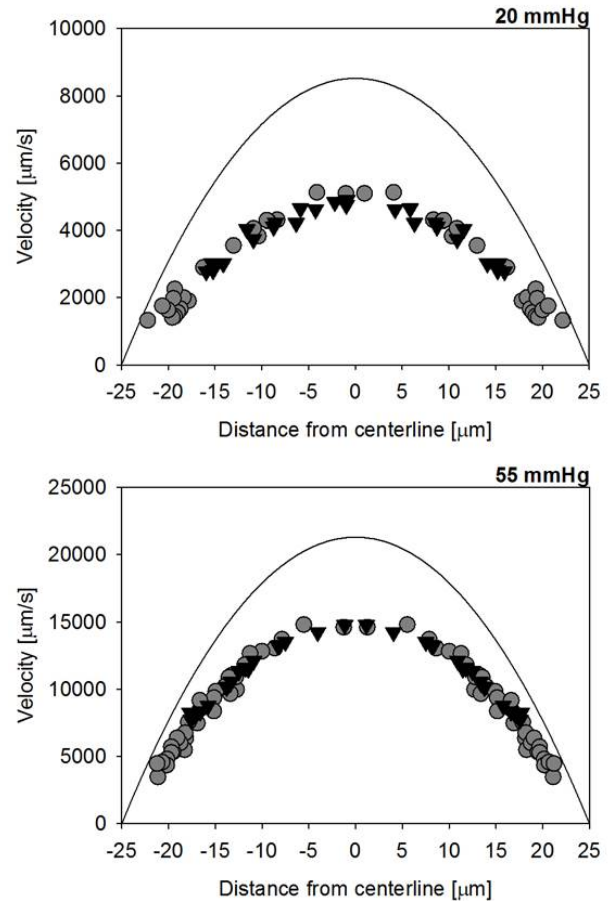 20 mmHg
10000
8000
6000
4000
2000
0
Velocity [μm/s]
-25 -20 -15 -10 -5 0 5 10 15 20 25
Distance from centerline [μm]
55 mmHg
25000
20000
15000
10000
5000
0
Velocity [μm/s]
-25 -20 -15 -10 -5 0 5 10 15 20 25
Distance from centerline [μm]